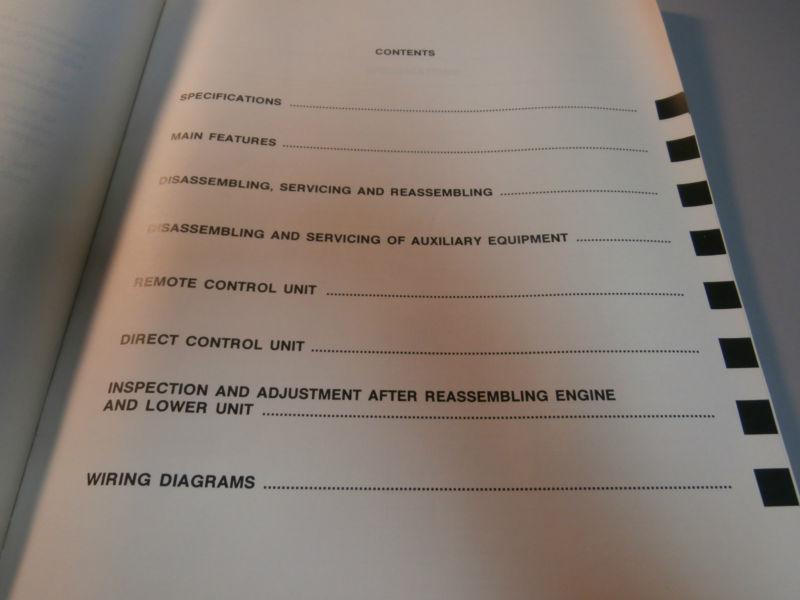 CONTENTS
SPECIFICATIONS
MAIN FEATURES
DISASSEMBLING, SERVICING AND REASSEMBLING
DISASSEMBLING AND SERVICING OF AUXILIARY EQUIPMENT
REMOTE CONTROL UNIT
DIRECT CONTROL UNIT
INSPECTION AND ADJUSTMENT AFTER REASSEMBLING ENGINE
AND LOWER UNIT
WIRING DIAGRAMS